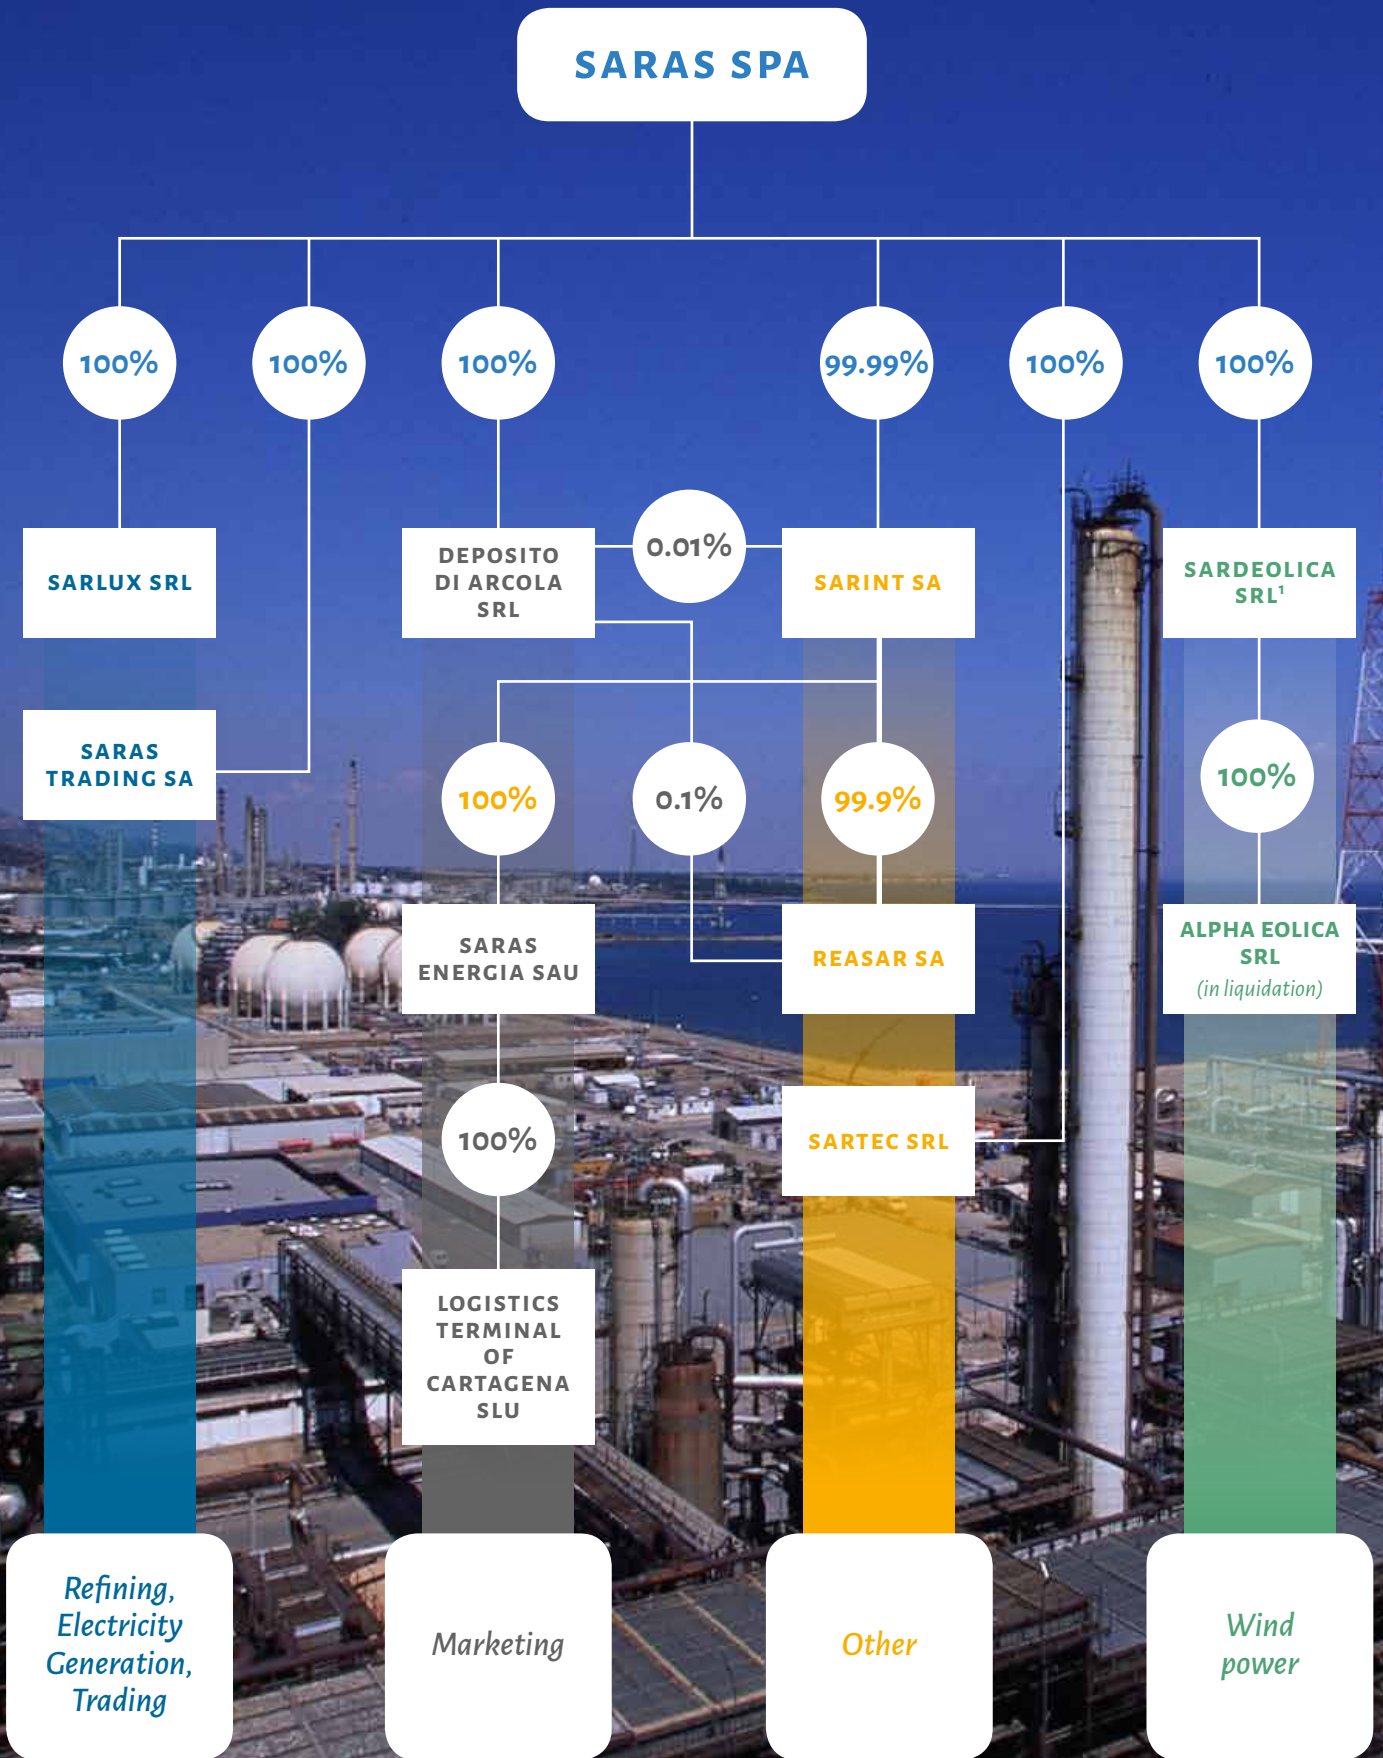 SARAS SPA
100%
100%
100%
99.99%
100%
100%
0.01%
SARLUX SRL
DEPOSITO
DI ARCOLA
SRL
SARINT SA
SARDEOLICA
SRL¹
SARAS
TRADING SA
100%
0.1%
99.9%
100%
SARAS
ENERGIA SAU
REASAR SA
ALPHA EOLICA
SRL
(in liquidation)
100%
SARTEC SRL
LOGISTICS
TERMINAL
OF
CARTAGENA
SLU
Refining,
Electricity
Generation,
Trading
Marketing
Other
Wind
power